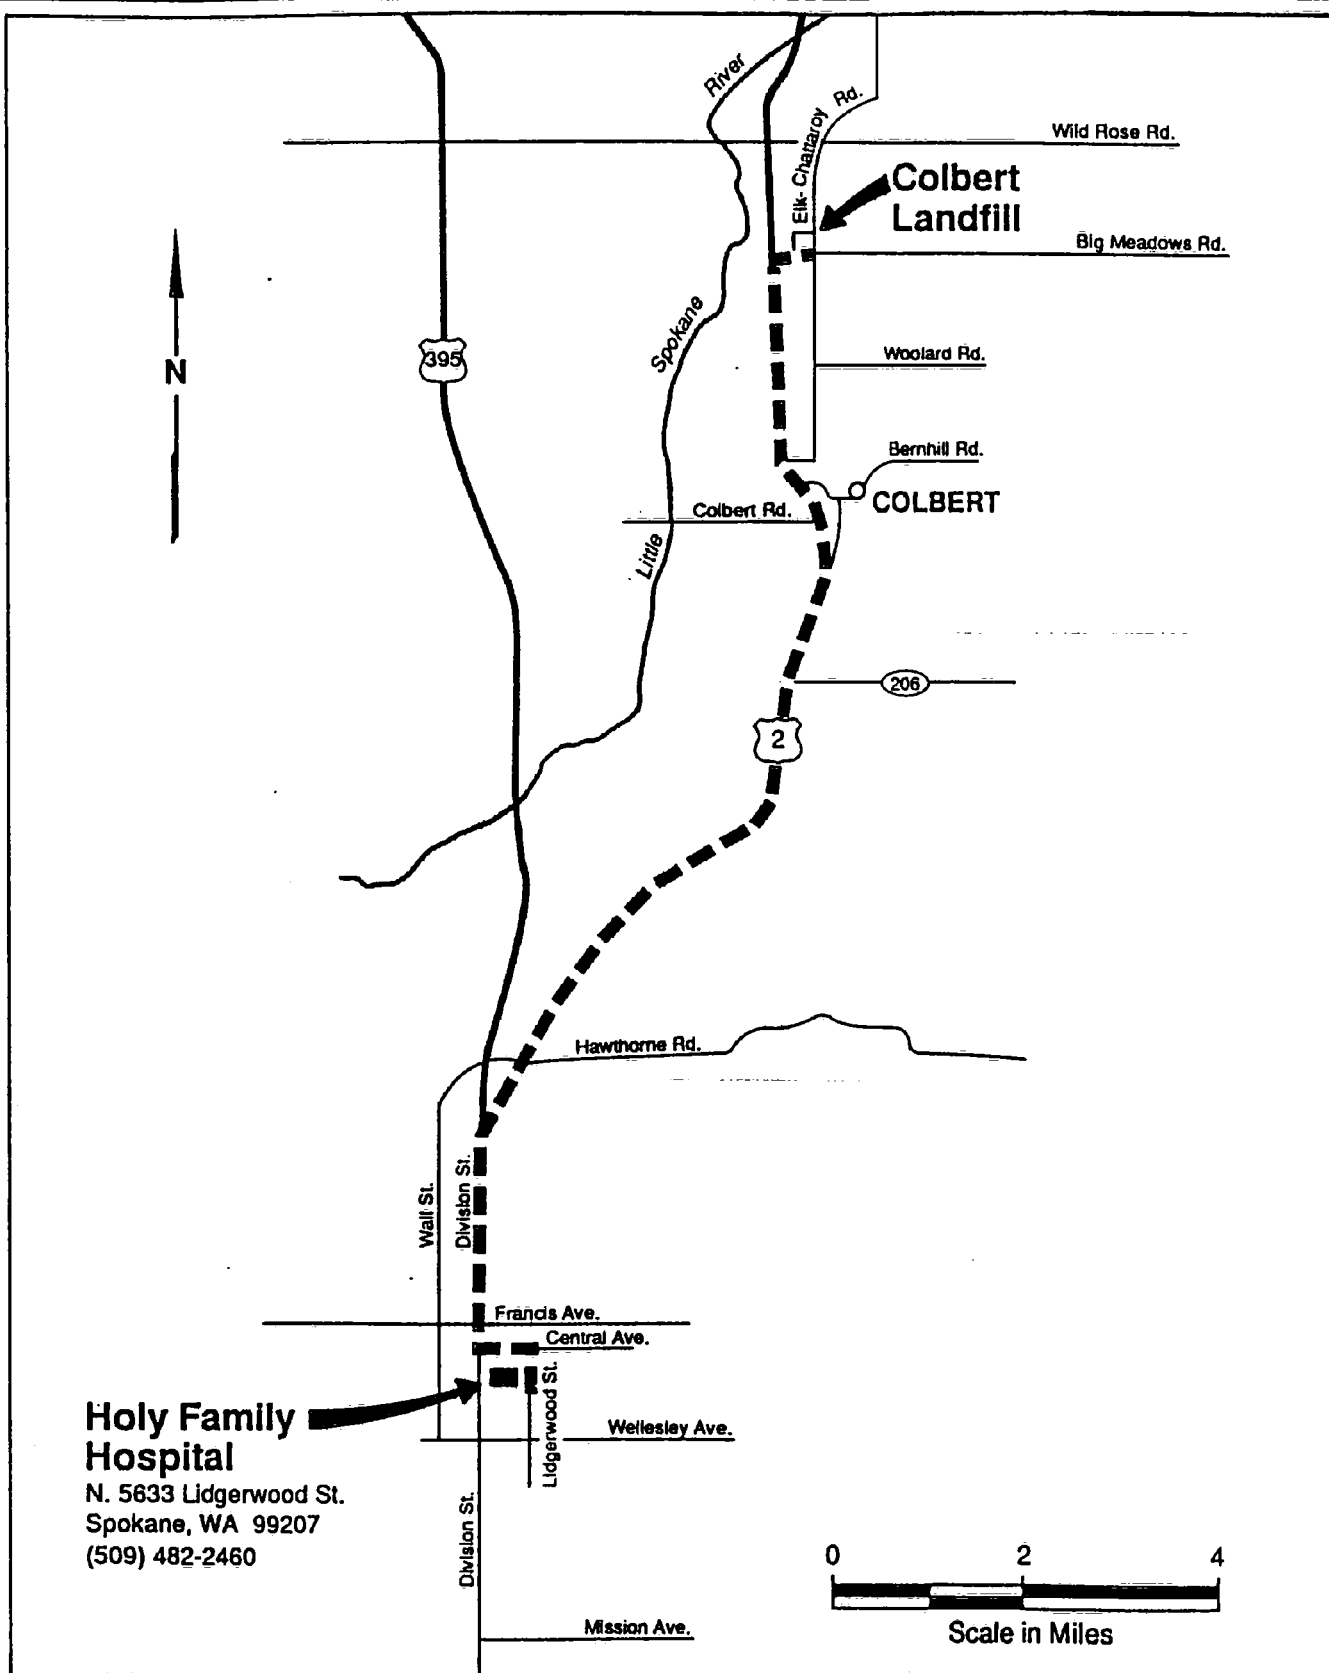 River
Elk- Chattaroy Rd.
Wild Rose Rd.
Colbert
Landfill
Big Meadows Rd.
N
395
Spokane
Woolard Rd.
Bernhill Rd.
COLBERT
Colbert Rd.
Little
206
2
Hawthorne Rd.
Wall St.
Division St.
Francis Ave.
Central Ave.
Lidgerwood St.
Holy Family
Hospital
Wellesley Ave.
N. 5633 Lidgerwood St.
Spokane, WA 99207
(509) 482-2460
Division St.
Mission Ave.
0 2 4
Scale in Miles